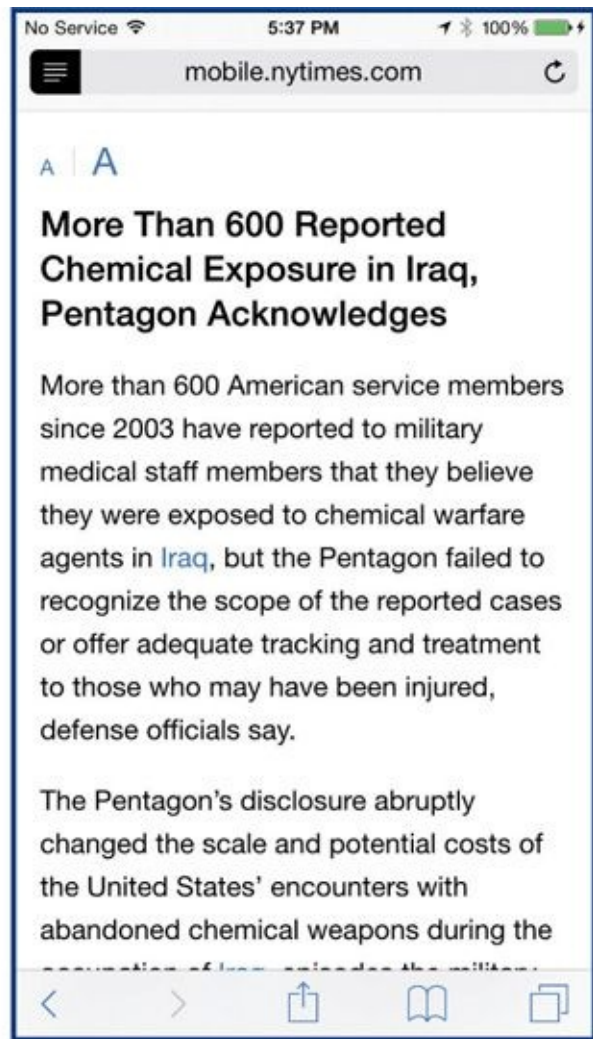 No Service 5:37 PM 100%
mobile.nytimes.com
A A
More Than 600 Reported
Chemical Exposure in Iraq,
Pentagon Acknowledges
More than 600 American service members
since 2003 have reported to military
medical staff members that they believe
they were exposed to chemical warfare
agents in Iraq, but the Pentagon failed to
recognize the scope of the reported cases
or offer adequate tracking and treatment
to those who may have been injured,
defense officials say.
The Pentagon’s disclosure abruptly
changed the scale and potential costs of
the United States’ encounters with
abandoned chemical weapons during the